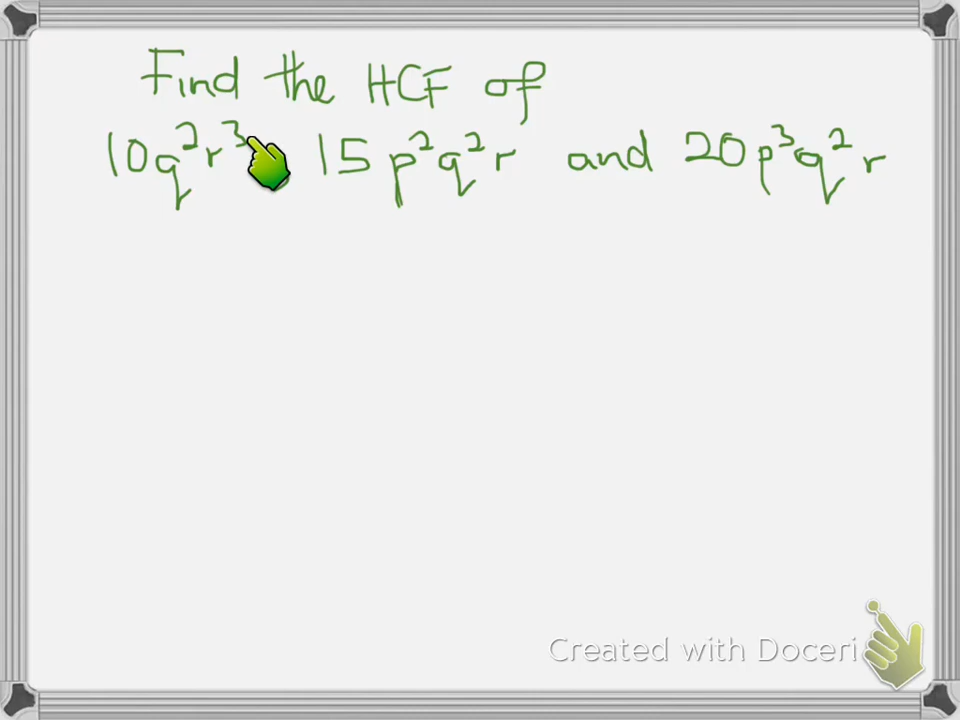 Find the HCF of
10q²r³ 15p²q²r and 20p³q²r
Created with Doceri